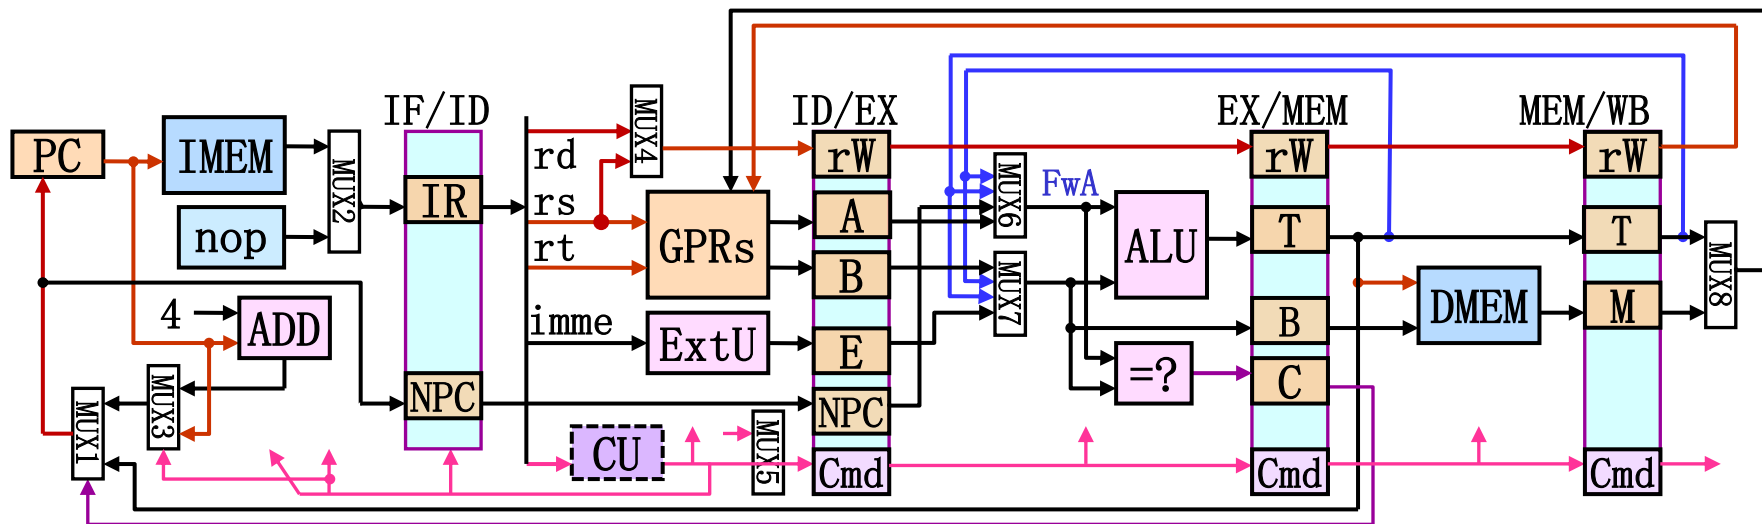 IF/ID
ID/EX
EX/MEM
MEM/WB
PC
IMEM
MUX2
nop
4
ADD
MUX3
MUX1
IR
NPC
rd
rs
rt
imme
MUX4
GPRs
ExtU
CU
MUX5
rW
A
B
E
NPC
Cmd
MUX6
FwA
MUX7
ALU
=?
rW
T
B
C
Cmd
DMEM
rW
T
M
Cmd
MUX8